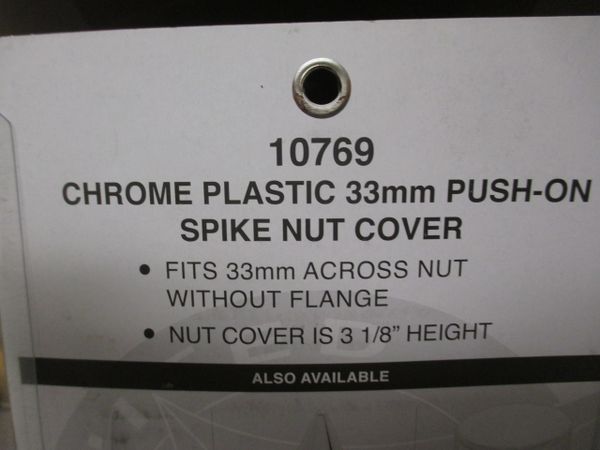 10769
CHROME PLASTIC 33mm PUSH-ON
SPIKE NUT COVER
• FITS 33mm ACROSS NUT
WITHOUT FLANGE
• NUT COVER IS 3 1/8” HEIGHT
ALSO AVAILABLE